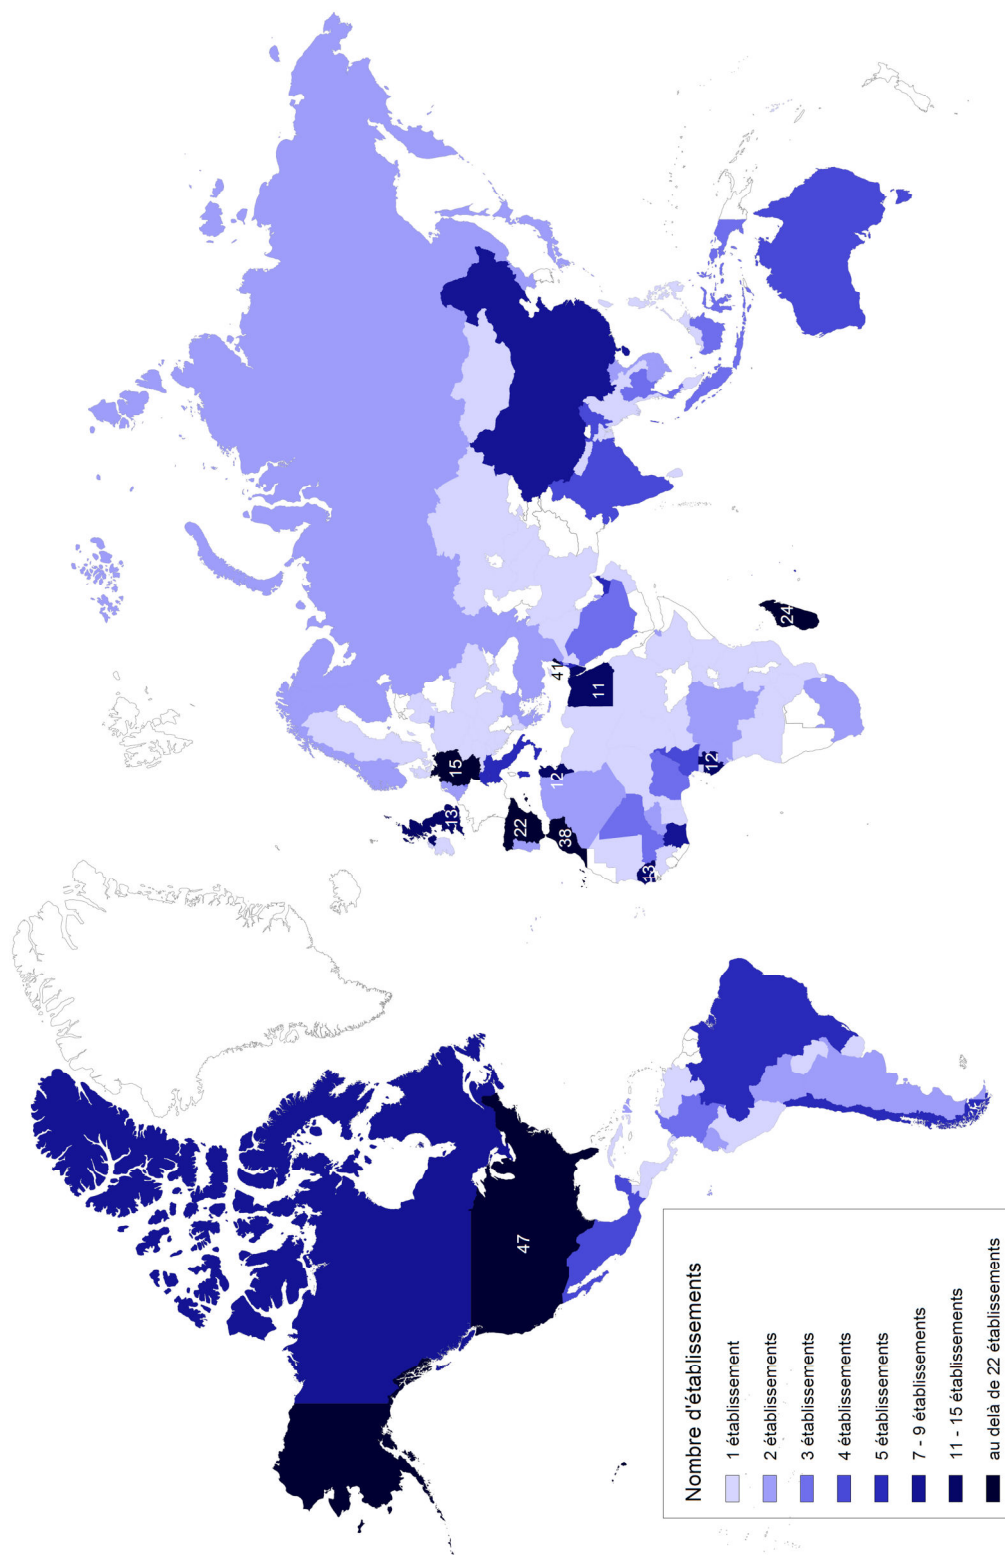 47
13
15
22
38
12
41
11
13
12
24
Nombre d'établissements
1 établissement
2 établissements
3 établissements
4 établissements
5 établissements
7 - 9 établissements
11 - 15 établissements
au delà de 22 établissements